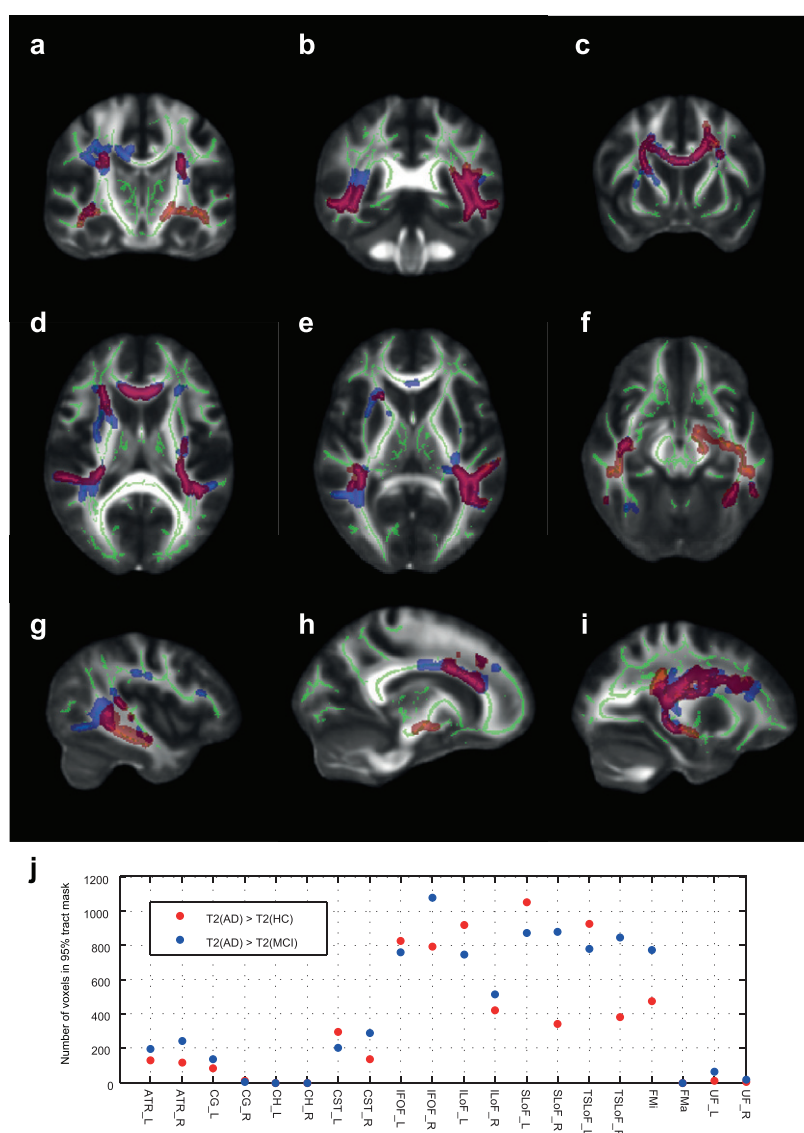 a
b
c
d
e
f
g
h
i
j
Number of voxels in 95% tract mask
1200
1000
800
600
400
200
0
T2(AD) > T2(HC)
T2(AD) > T2(MCI)
ATR_L
ATR_R
CG_L
CG_R
CH_L
CH_R
CST_L
CST_R
IFOF_L
IFOF_R
ILoF_L
ILoF_R
SLoF_L
SLoF_R
TSLoF_L
TSLoF_R
FMi
FMa
UF_L
UF_R